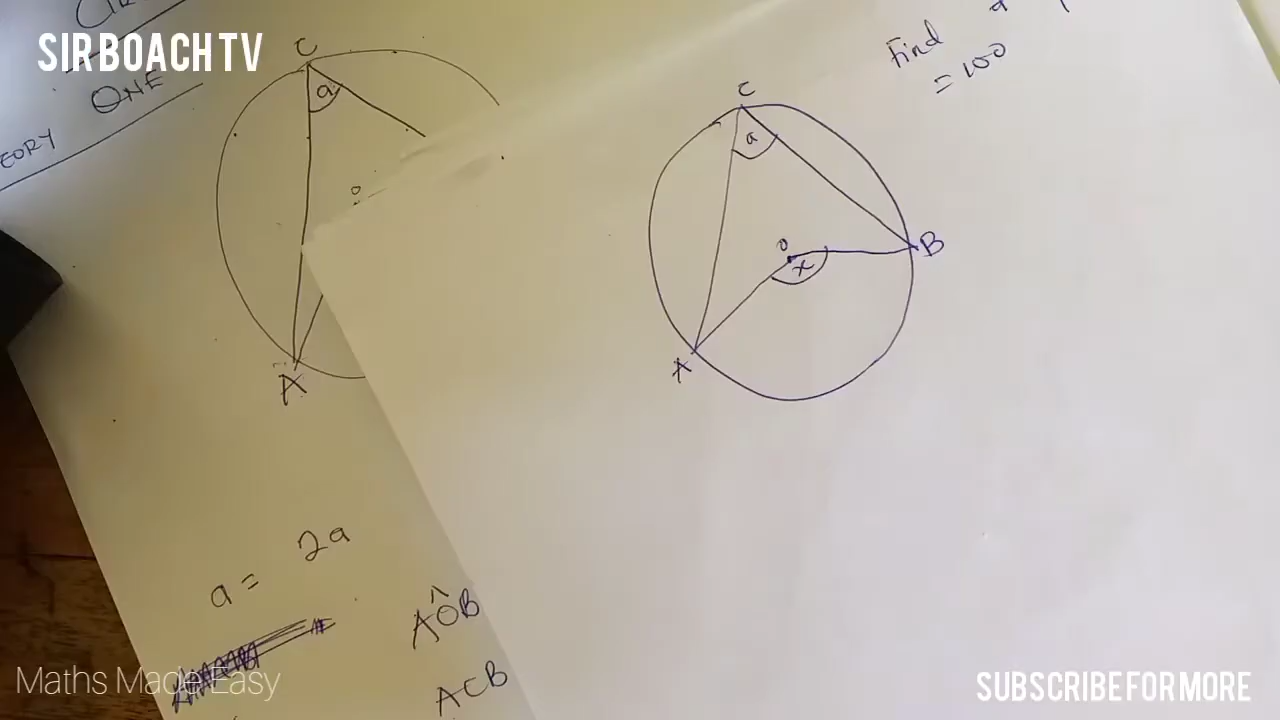 SIR BOACH TV
ONE
EORY
C
a
o
A
a = 2a
AÔB
ACB
Find
= 100
C
a
o
x
B
A
Maths Made Easy
SUBSCRIBE FOR MORE